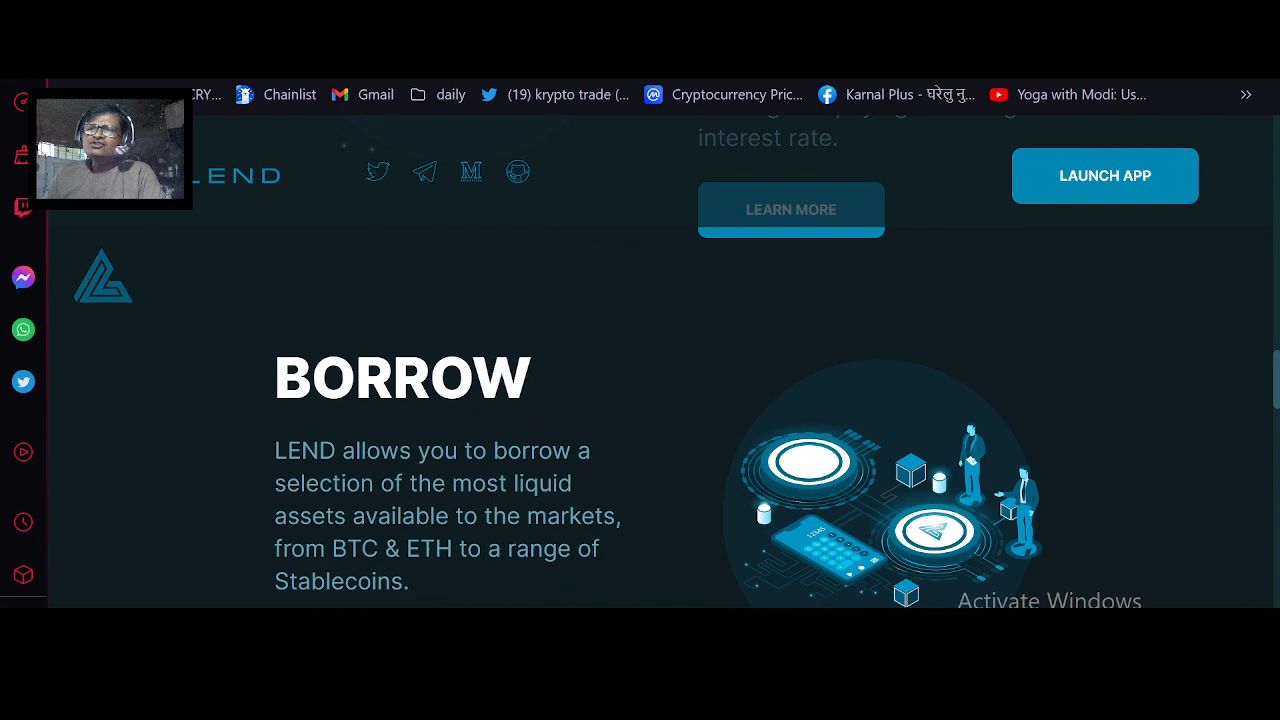 CRY...
Chainlist
Gmail
daily
(19) krypto trade (...
Cryptocurrency Pric...
Karnal Plus - घरेलु नु...
Yoga with Modi: Us...
interest rate.
LEND
M
LAUNCH APP
LEARN MORE
BORROW
LEND allows you to borrow a
selection of the most liquid
assets available to the markets,
from BTC & ETH to a range of
Stablecoins.
12345
Activate Windows